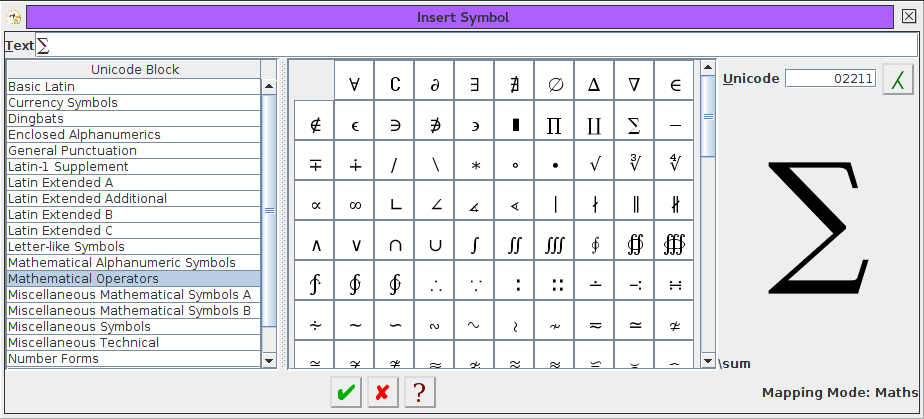 Insert Symbol
Text ∑
Unicode Block
Basic Latin
Currency Symbols
Dingbats
Enclosed Alphanumerics
General Punctuation
Latin-1 Supplement
Latin Extended A
Latin Extended Additional
Latin Extended B
Latin Extended C
Letter-like Symbols
Mathematical Alphanumeric Symbols
Mathematical Operators
Miscellaneous Mathematical Symbols A
Miscellaneous Mathematical Symbols B
Miscellaneous Symbols
Miscellaneous Technical
Number Forms
∀ ∁ ∂ ∃ ∄ ∅ ∆ ∇ ∈
∉ ∊ ∋ ∌ ∍ ∎ ∏ ∐ ∑ −
∓ ∔ ∕ ∖ ∗ ∘ ∙ √ ∛ ∜
∝ ∞ ∟ ∠ ∡ ∢ ∣ ∤ ∥ ∦
∧ ∨ ∩ ∪ ∫ ∬ ∭ ∮ ∯ ∰
∱ ∲ ∳ ∴ ∵ ∶ ∷ ∸ ∹ ∺
∻ ∼ ∽ ∾ ∿ ≀ ≁ ≂ ≃ ≄
Unicode 02211
∑
\sum
?
Mapping Mode: Maths